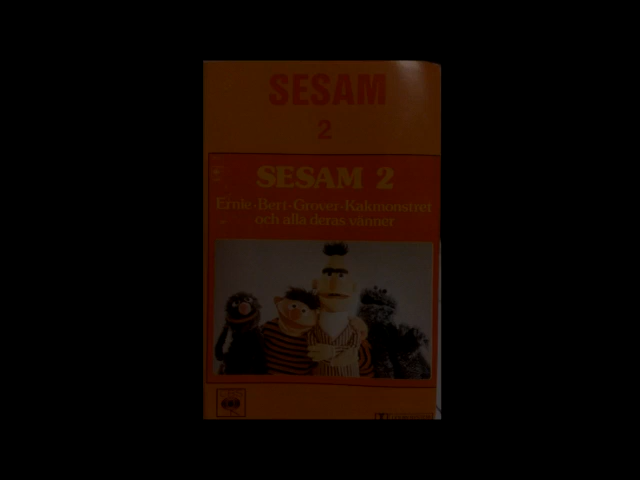 SESAM
2
SESAM 2
Ernie·Bert·Grover·Kakmonstret
och alla deras vänner